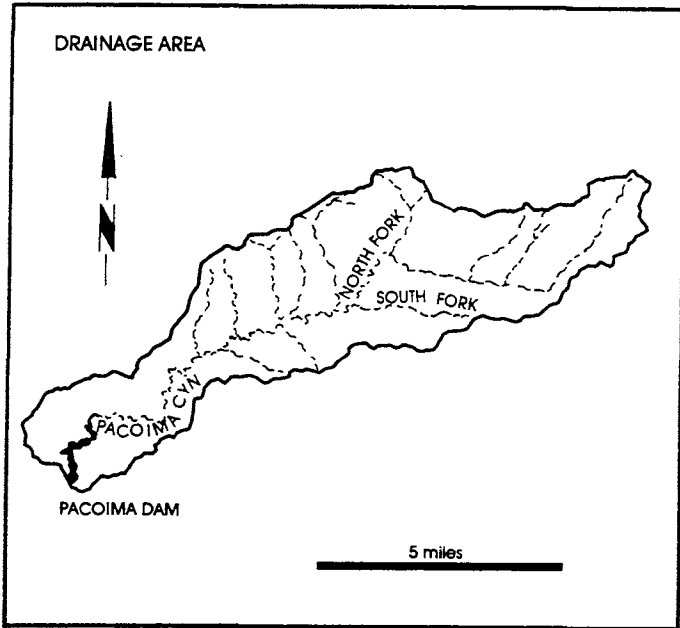 DRAINAGE AREA
N
NORTH FORK
SOUTH FORK
PACOIMA CYN
PACOIMA DAM
5 miles